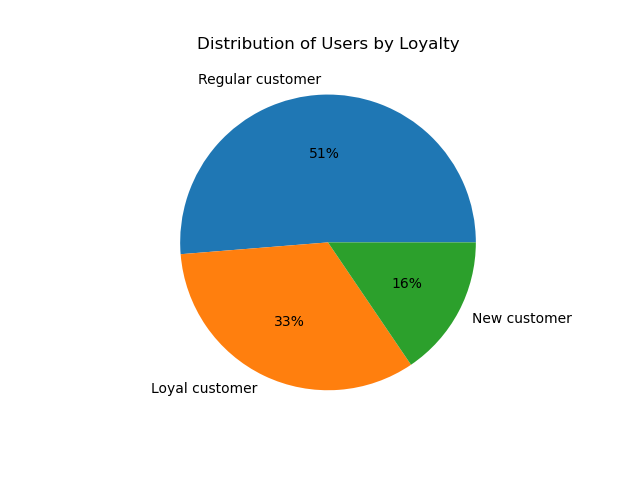 Distribution of Users by Loyalty
Regular customer
51%
16%
33%
New customer
Loyal customer